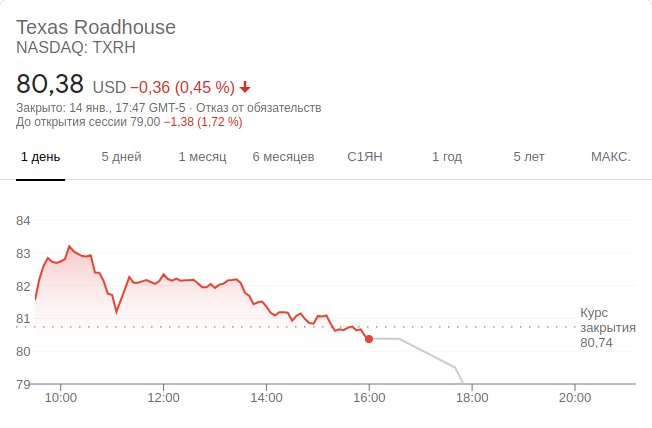 Texas Roadhouse
NASDAQ: TXRH
80,38 USD −0,36 (0,45 %)
Закрыто: 14 янв., 17:47 GMT-5 · Отказ от обязательств
До открытия сессии 79,00 −1,38 (1,72 %)
1 день 5 дней 1 месяц 6 месяцев С1ЯН 1 год 5 лет МАКС.
84
83
82
81
80
79
Курс
закрытия
80,74
10:00 12:00 14:00 16:00 18:00 20:00